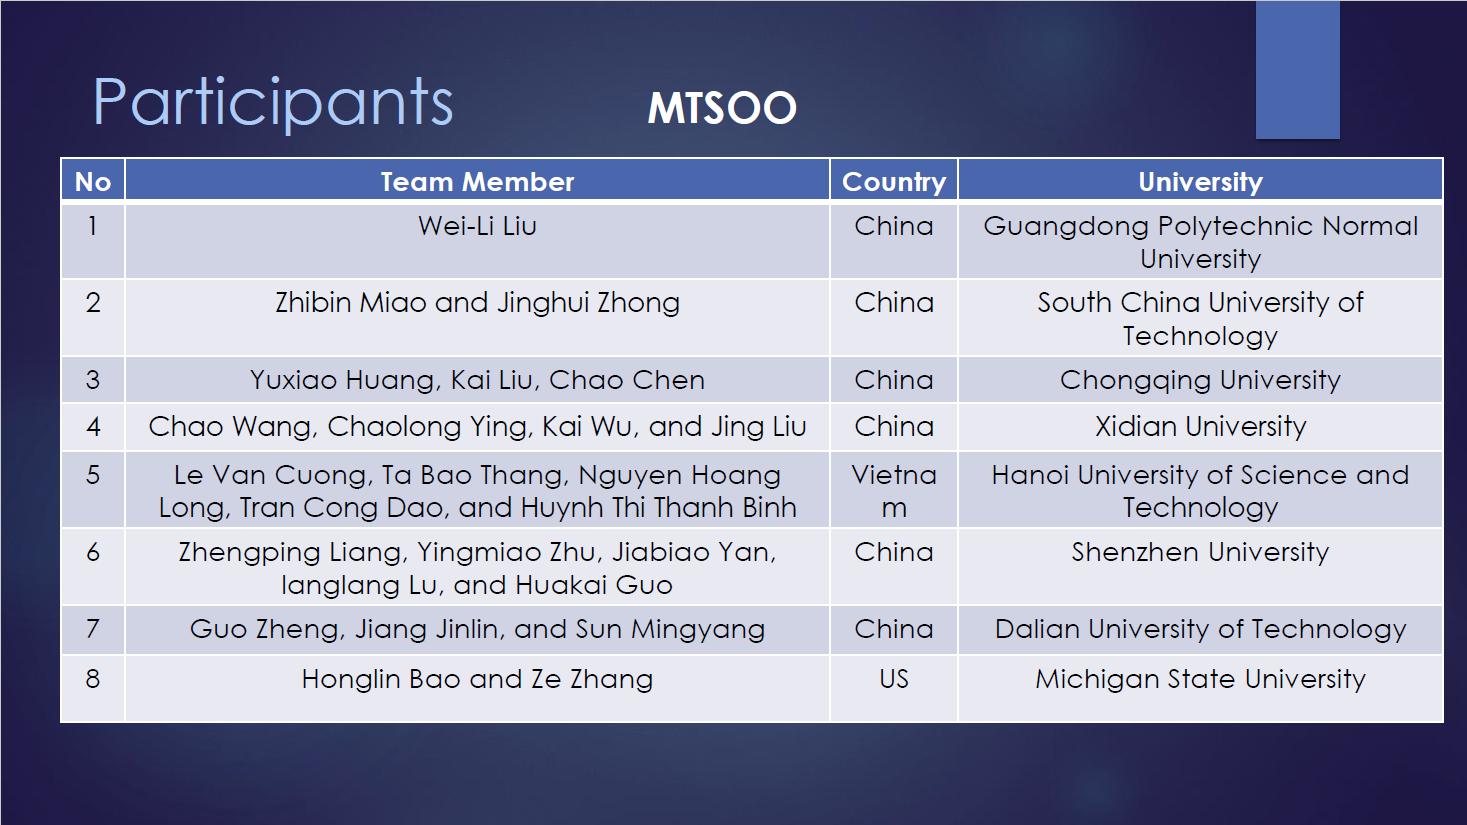 Participants MTSOO
No Team Member Country University
1 Wei-Li Liu China Guangdong Polytechnic Normal
University
2 Zhibin Miao and Jinghui Zhong China South China University of
Technology
3 Yuxiao Huang, Kai Liu, Chao Chen China Chongqing University
4 Chao Wang, Chaolong Ying, Kai Wu, and Jing Liu China Xidian University
5 Le Van Cuong, Ta Bao Thang, Nguyen Hoang Vietna Hanoi University of Science and
Long, Tran Cong Dao, and Huynh Thi Thanh Binh m Technology
6 Zhengping Liang, Yingmiao Zhu, Jiabiao Yan, China Shenzhen University
langlang Lu, and Huakai Guo
7 Guo Zheng, Jiang Jinlin, and Sun Mingyang China Dalian University of Technology
8 Honglin Bao and Ze Zhang US Michigan State University